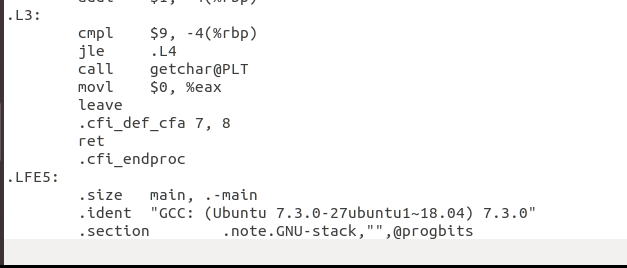 .L3:
cmpl $9, -4(%rbp)
jle .L4
call getchar@PLT
movl $0, %eax
leave
.cfi_def_cfa 7, 8
ret
.cfi_endproc
.LFE5:
.size main, .-main
.ident "GCC: (Ubuntu 7.3.0-27ubuntu1~18.04) 7.3.0"
.section .note.GNU-stack,"",@progbits